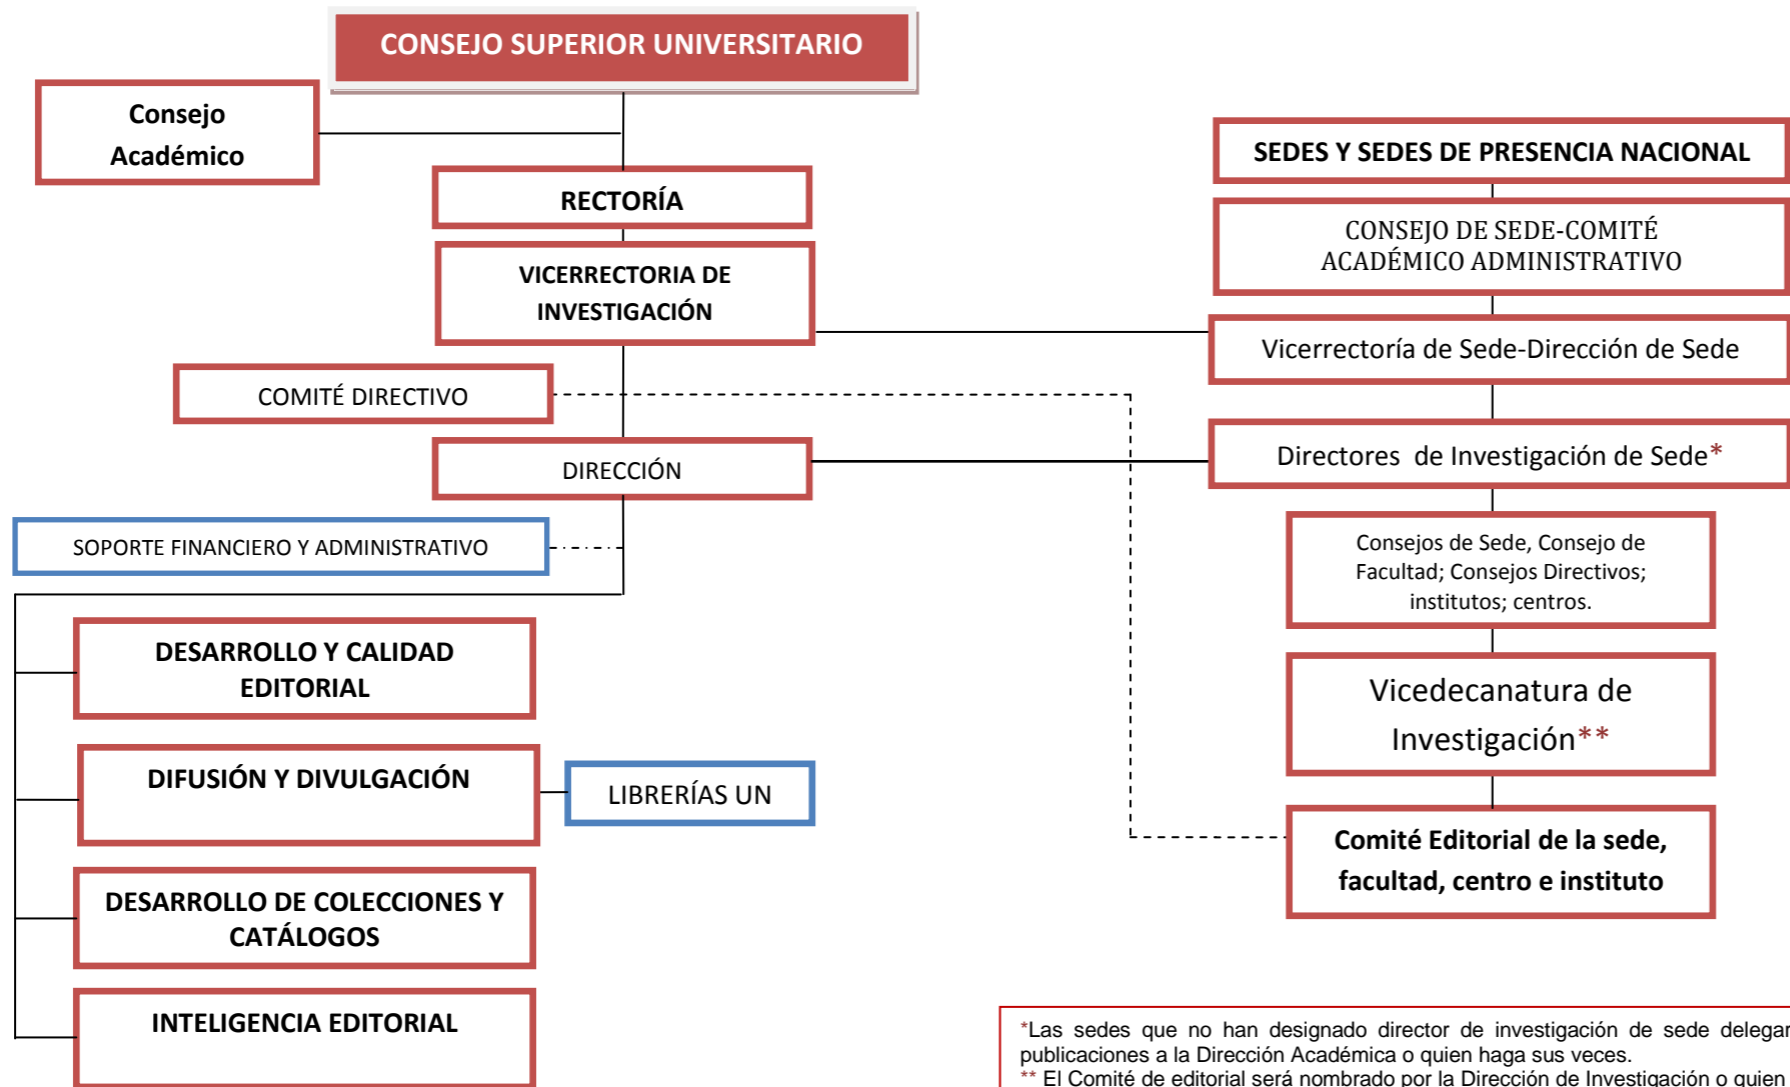 CONSEJO SUPERIOR UNIVERSITARIO
Consejo
Académico
RECTORÍA
VICERRECTORIA DE
INVESTIGACIÓN
COMITÉ DIRECTIVO
DIRECCIÓN
SOPORTE FINANCIERO Y ADMINISTRATIVO
DESARROLLO Y CALIDAD
EDITORIAL
DIFUSIÓN Y DIVULGACIÓN
LIBRERÍAS UN
DESARROLLO DE COLECCIONES Y
CATÁLOGOS
INTELIGENCIA EDITORIAL
SEDES Y SEDES DE PRESENCIA NACIONAL
CONSEJO DE SEDE-COMITÉ
ACADÉMICO ADMINISTRATIVO
Vicerrectoría de Sede-Dirección de Sede
Directores  de Investigación de Sede*
Consejos de Sede, Consejo de
Facultad; Consejos Directivos;
institutos; centros.
Vicedecanatura de
Investigación**
Comité Editorial de la sede,
facultad, centro e instituto
*Las sedes que no han designado director de investigación de sede delegar
publicaciones a la Dirección Académica o quien haga sus veces.
** El Comité de editorial será nombrado por la Dirección de Investigación o quien